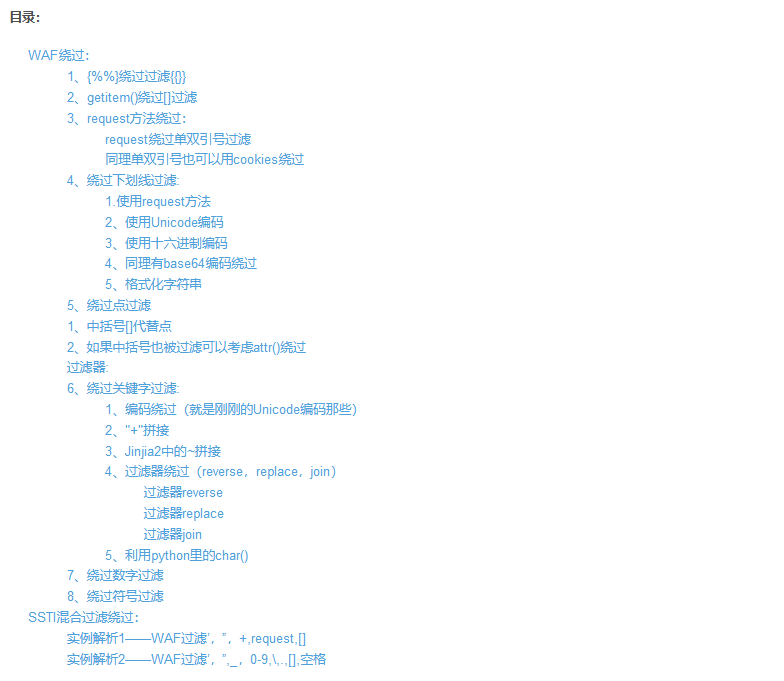 目录：
WAF绕过：
1、{%%}绕过过滤{{}}
2、getitem()绕过[]过滤
3、request方法绕过：
request绕过单双引号过滤
同理单双引号也可以用cookies绕过
4、绕过下划线过滤:
1.使用request方法
2、使用Unicode编码
3、使用十六进制编码
4、同理有base64编码绕过
5、格式化字符串
5、绕过点过滤
1、中括号[]代替点
2、如果中括号也被过滤可以考虑attr()绕过
过滤器:
6、绕过关键字过滤:
1、编码绕过（就是刚刚的Unicode编码那些）
2、"+"拼接
3、Jinjia2中的~拼接
4、过滤器绕过（reverse，replace，join）
过滤器reverse
过滤器replace
过滤器join
5、利用python里的char()
7、绕过数字过滤
8、绕过符号过滤
SSTI混合过滤绕过：
实例解析1——WAF过滤'，"，+,request,[]
实例解析2——WAF过滤'，",_，0-9,\,.,[],空格